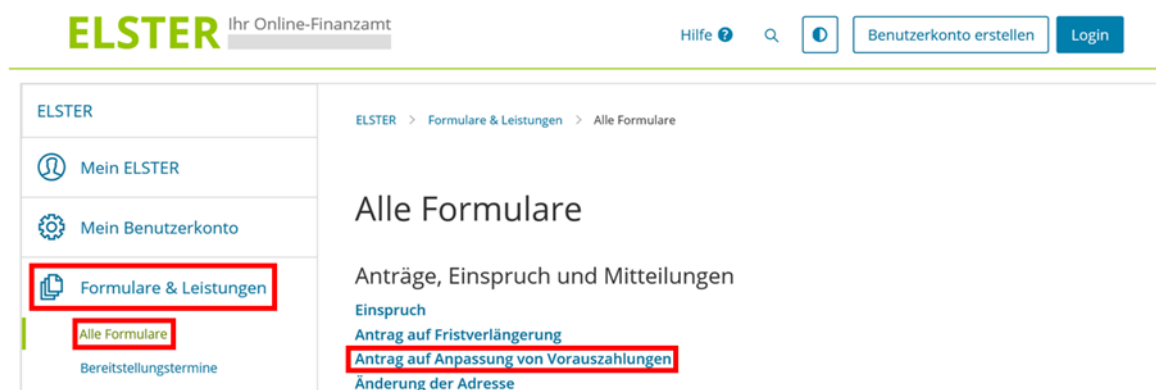 ELSTER Ihr Online-Finanzamt
Hilfe ?
Benutzerkonto erstellen
Login
ELSTER
Mein ELSTER
Mein Benutzerkonto
Formulare & Leistungen
Alle Formulare
Bereitstellungstermine
ELSTER > Formulare & Leistungen > Alle Formulare
Alle Formulare
Anträge, Einspruch und Mitteilungen
Einspruch
Antrag auf Fristverlängerung
Antrag auf Anpassung von Vorauszahlungen
Änderung der Adresse